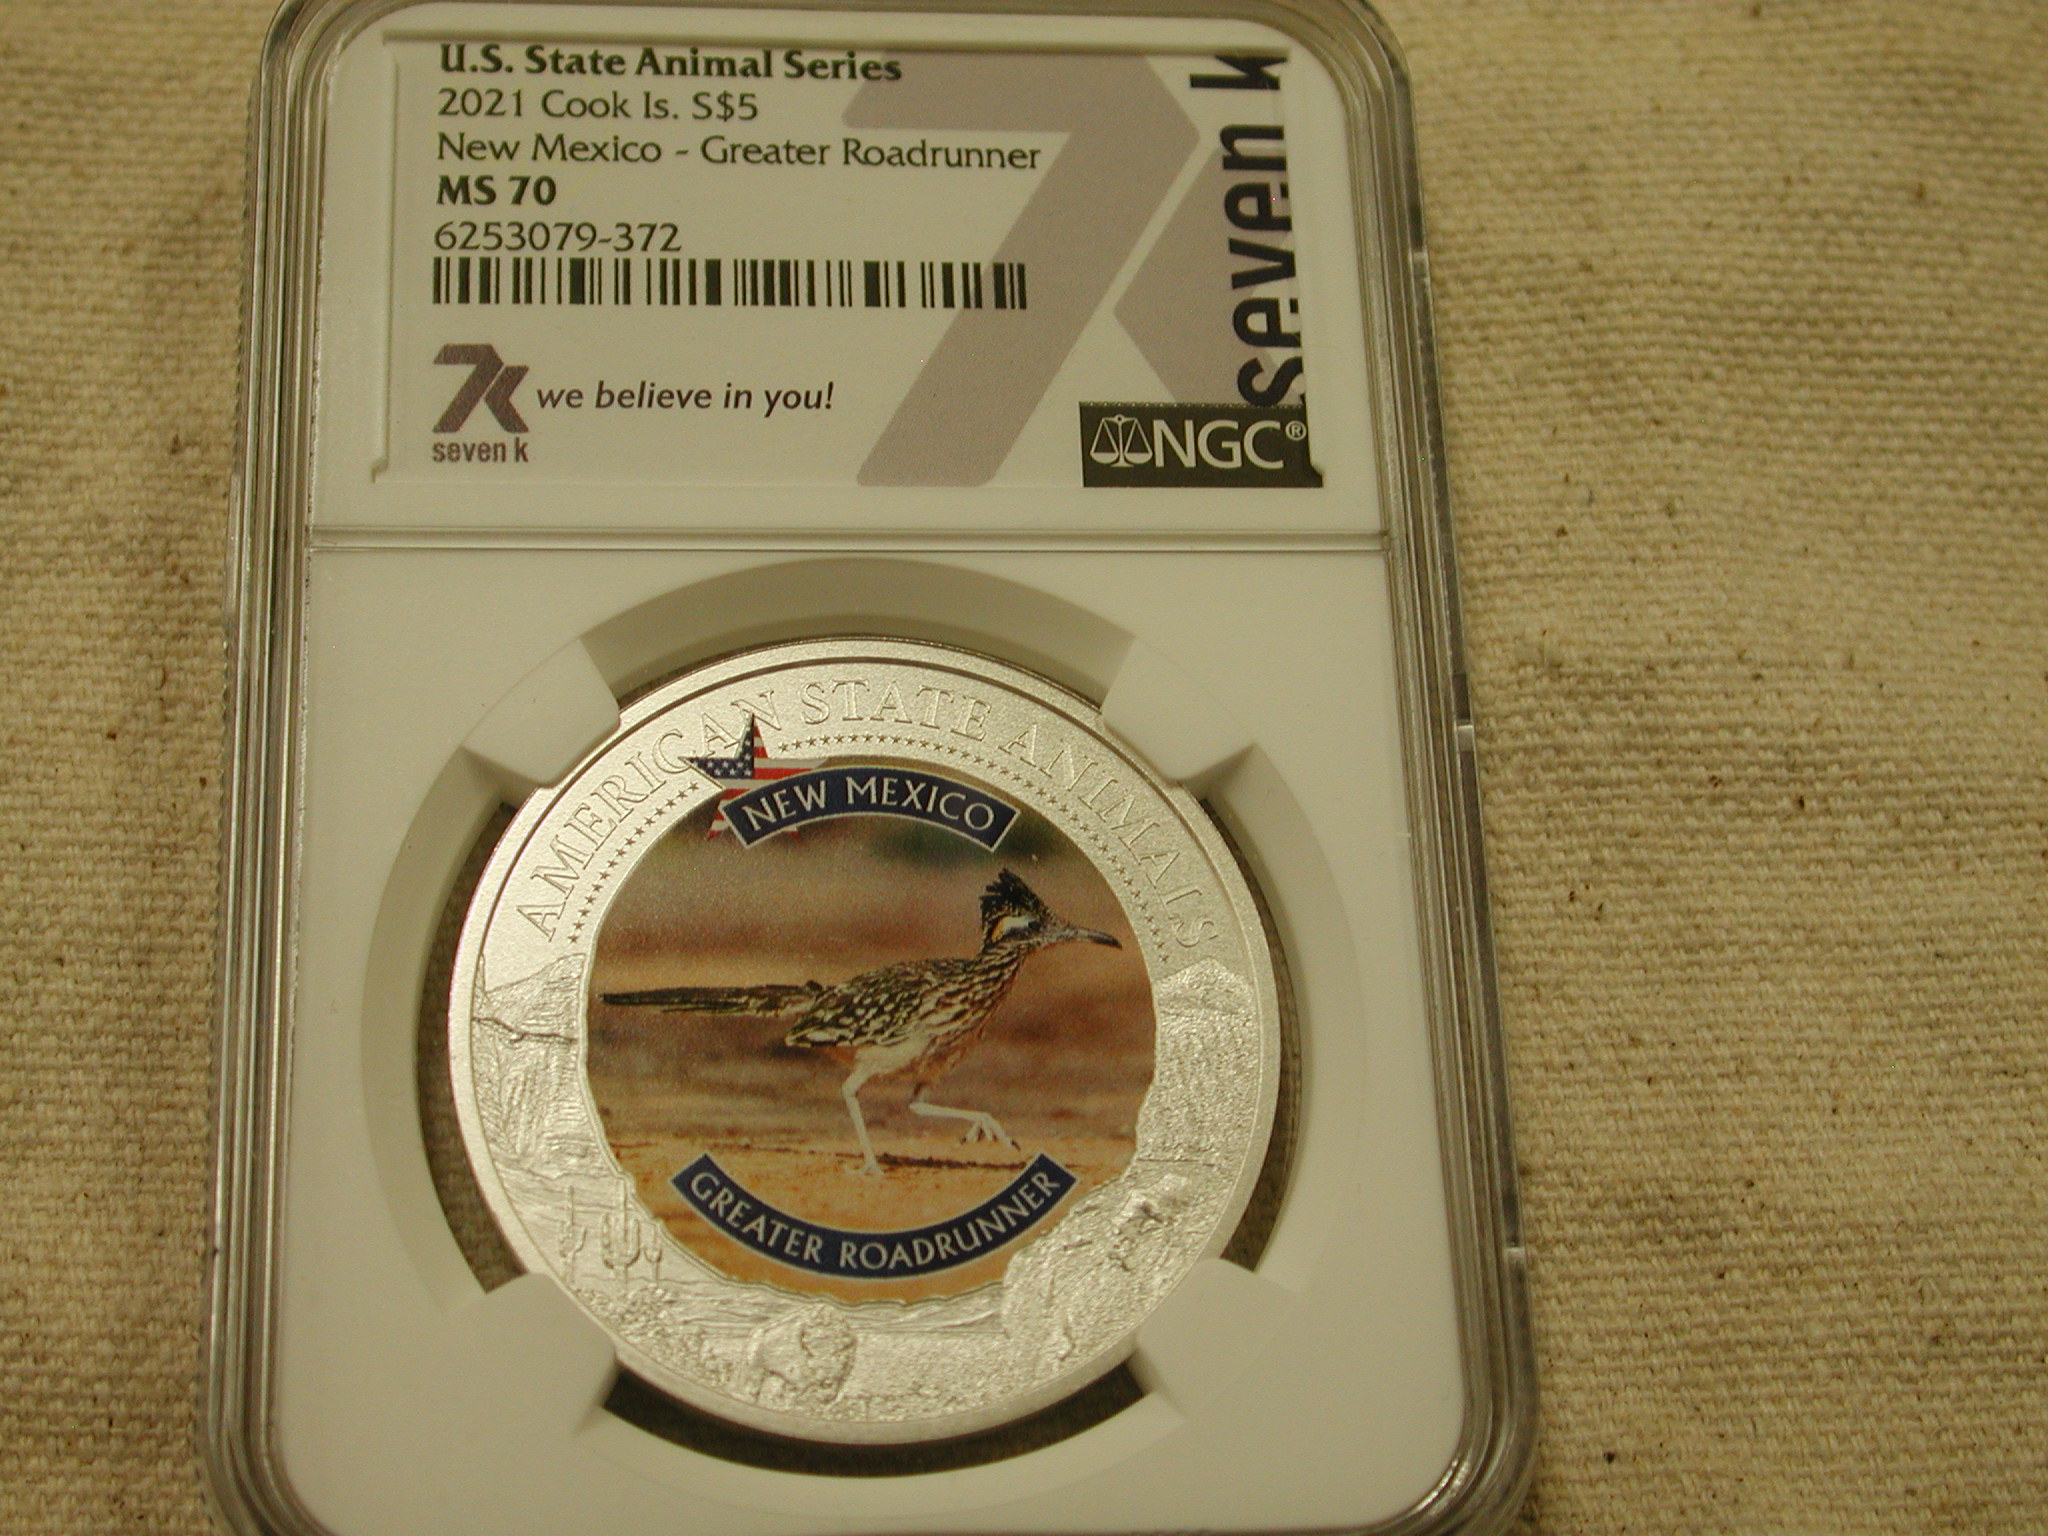 U.S. State Animal Series
2021 Cook Is. S$5
New Mexico - Greater Roadrunner
MS 70
6253079-372
7k we believe in you!
seven k
seven k
NGC®
AMERICAN STATE ANIMALS
NEW MEXICO
GREATER ROADRUNNER